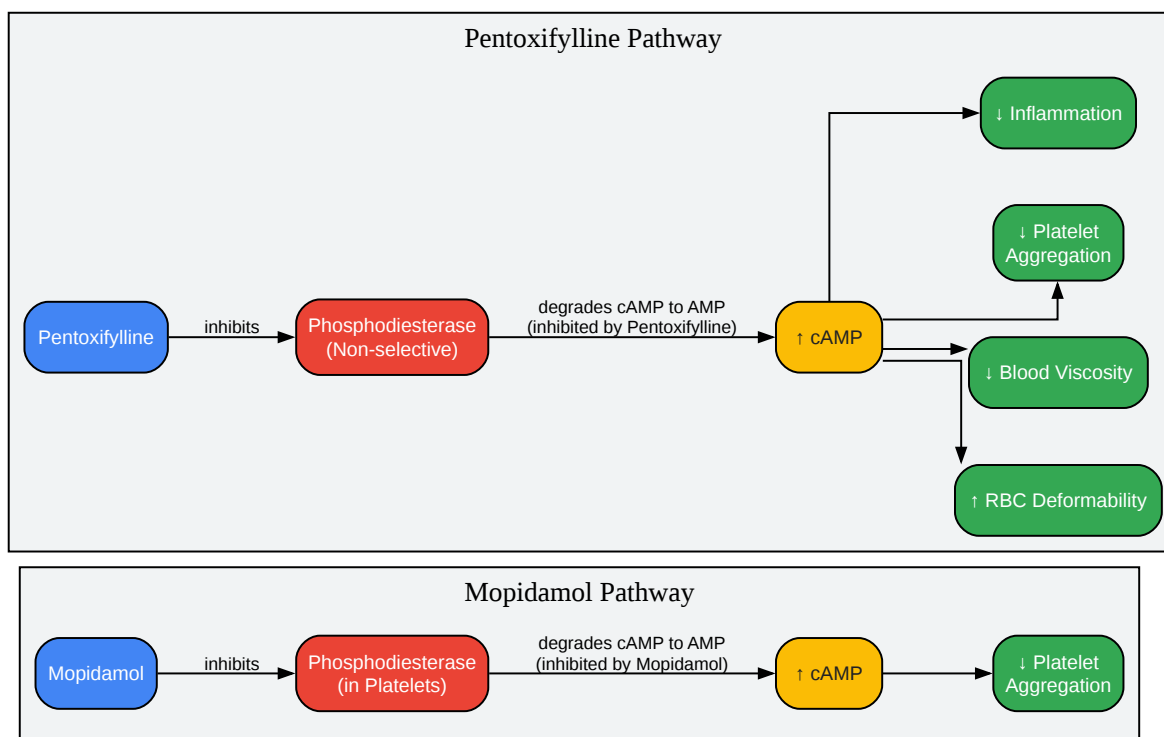 Pentoxifylline Pathway
↓ Inflammation
↓ Platelet
Aggregation
Pentoxifylline
inhibits
Phosphodiesterase
(Non-selective)
degrades cAMP to AMP
(inhibited by Pentoxifylline)
↑ cAMP
↓ Blood Viscosity
↑ RBC Deformability
Mopidamol Pathway
Mopidamol
inhibits
Phosphodiesterase
(in Platelets)
degrades cAMP to AMP
(inhibited by Mopidamol)
↑ cAMP
↓ Platelet
Aggregation